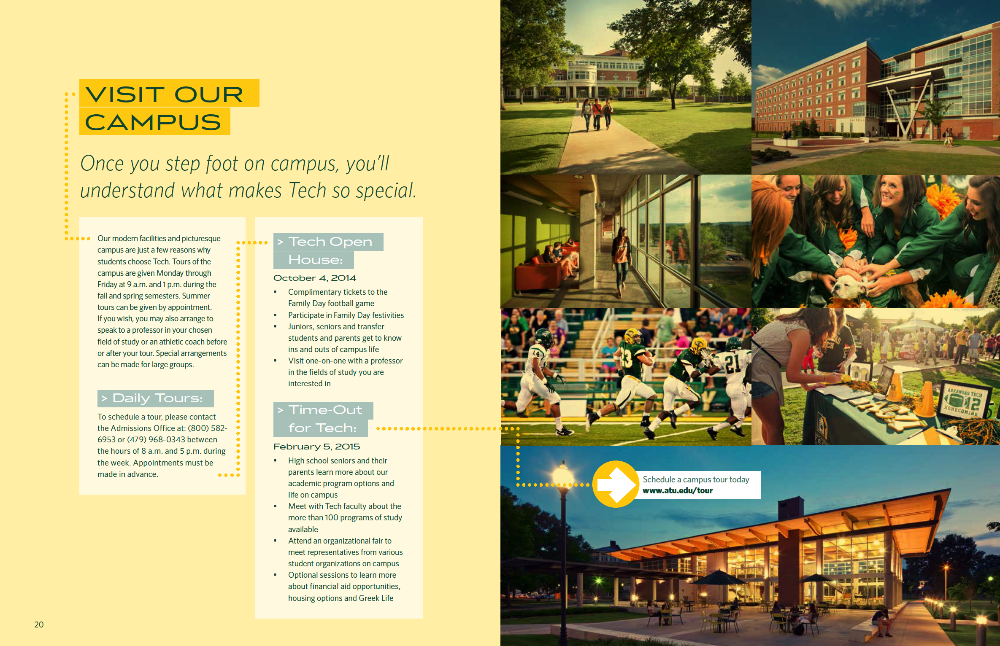 VISIT OUR
CAMPUS
Once you step foot on campus, you'll
understand what makes Tech so special.
Our modern facilities and picturesque
campus are just a few reasons why
students choose Tech. Tours of the
campus are given Monday through
Friday at 9 a.m. and 1 p.m. during the
fall and spring semesters. Summer
tours can be given by appointment.
If you wish, you may also arrange to
speak to a professor in your chosen
field of study or an athletic coach before
or after your tour. Special arrangements
can be made for large groups.
> Daily Tours:
To schedule a tour, please contact
the Admissions Office at: (800) 582-
6953 or (479) 968-0343 between
the hours of 8 a.m. and 5 p.m. during
the week. Appointments must be
made in advance.
> Tech Open
House:
October 4, 2014
• Complimentary tickets to the
Family Day football game
• Participate in Family Day festivities
• Juniors, seniors and transfer
students and parents get to know
ins and outs of campus life
• Visit one-on-one with a professor
in the fields of study you are
interested in
> Time-Out
for Tech:
February 5, 2015
• High school seniors and their
parents learn more about our
academic program options and
life on campus
• Meet with Tech faculty about the
more than 100 programs of study
available
• Attend an organizational fair to
meet representatives from various
student organizations on campus
• Optional sessions to learn more
about financial aid opportunities,
housing options and Greek Life
20
14
21
ARKANSAS TECH
12
HOMECOMING
Schedule a campus tour today
www.atu.edu/tour